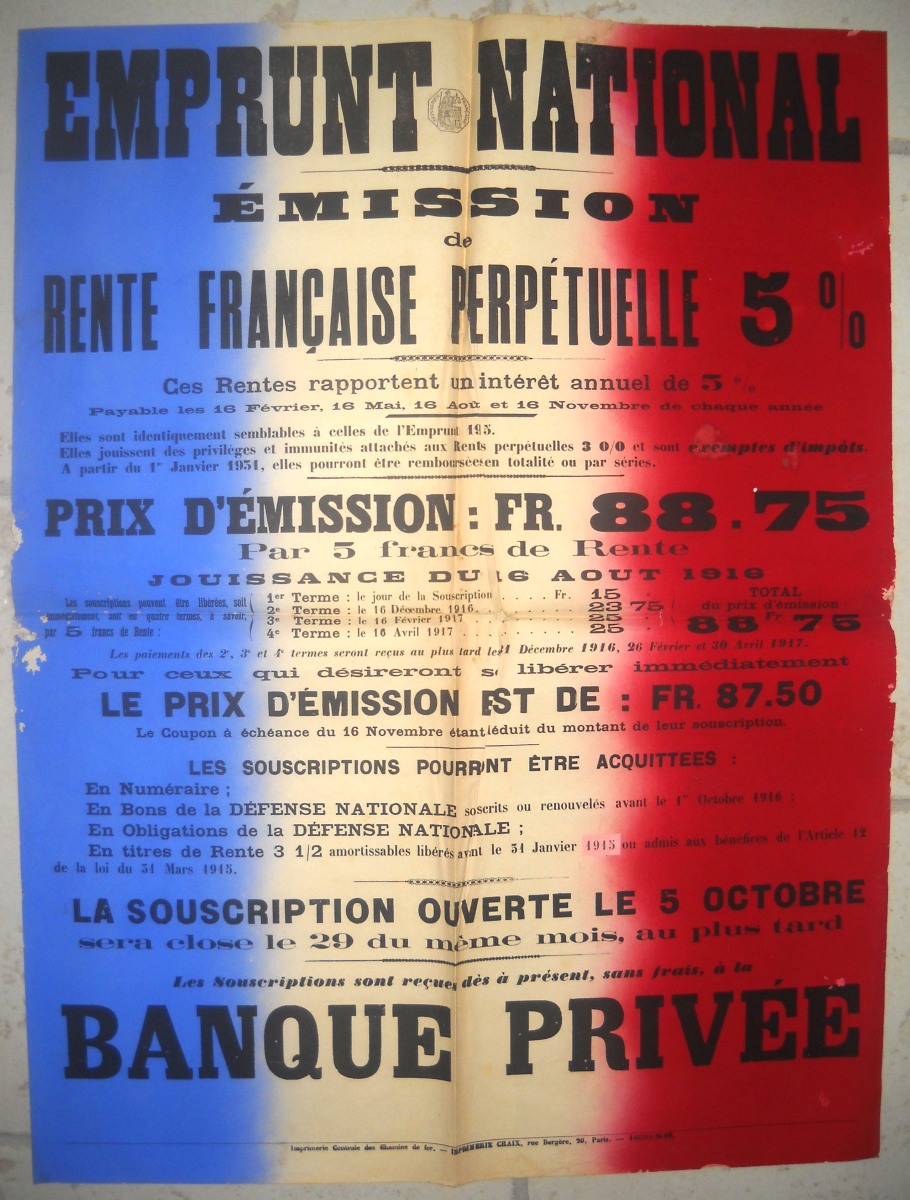 EMPRUNT NATIONAL
ÉMISSION
de
RENTE FRANÇAISE PERPÉTUELLE 5 %
Ces Rentes rapportent un intérêt annuel de 5 %
Payable les 16 Février, 16 Mai, 16 Août et 16 Novembre de chaque année
Elles sont identiquement semblables à celles de l'Emprunt
Elles jouissent des privilèges et immunités attachés aux Rentes perpétuelles 3 0/0 et sont exemptes d'impôts.
A partir du 1er Janvier 1931, elles pourront être remboursées en totalité ou par séries.
PRIX D'ÉMISSION : FR. 88.75
Par 5 francs de Rente
JOUISSANCE DU 16 AOUT 1916
Les souscriptions peuvent être libérées, soit
immédiatement, soit en quatre termes, à savoir,
par 5 francs de Rente :
1er Terme : le jour de la Souscription . . . . Fr. 15 »
2e Terme : le 16 Décembre 1916 . . . 23 75
3e Terme : le 16 Février 1917 . . . 25 »
4e Terme : le 16 Avril 1917 . . . 25 »
TOTAL
du prix d'émission
88 Fr 75
Les paiements des 2e, 3e et 4e termes seront reçus au plus tard les Décembre 1916, 26 Février et 30 Avril 1917.
Pour ceux qui désireront se libérer immédiatement
LE PRIX D'ÉMISSION EST DE : FR. 87.50
Le Coupon à échéance du 16 Novembre étant déduit du montant de leur souscription.
LES SOUSCRIPTIONS POURRONT ÊTRE ACQUITTÉES :
En Numéraire ;
En Bons de la DÉFENSE NATIONALE soscrits ou renouvelés avant le 1er Octobre 1916 ;
En Obligations de la DÉFENSE NATIONALE ;
En titres de Rente 3 1/2 amortissables libérés avant le 31 Janvier 1915 ou admis aux bénéfices de l'Article 12
de la loi du 31 Mars 1915.
LA SOUSCRIPTION OUVERTE LE 5 OCTOBRE
sera close le 29 du même mois, au plus tard
Les Souscriptions sont reçues dès à présent, sans frais, à la
BANQUE PRIVÉE
Imprimerie Centrale des Chemins de fer. — IMPRIMERIE CHAIX, rue Bergère, 20, Paris. —